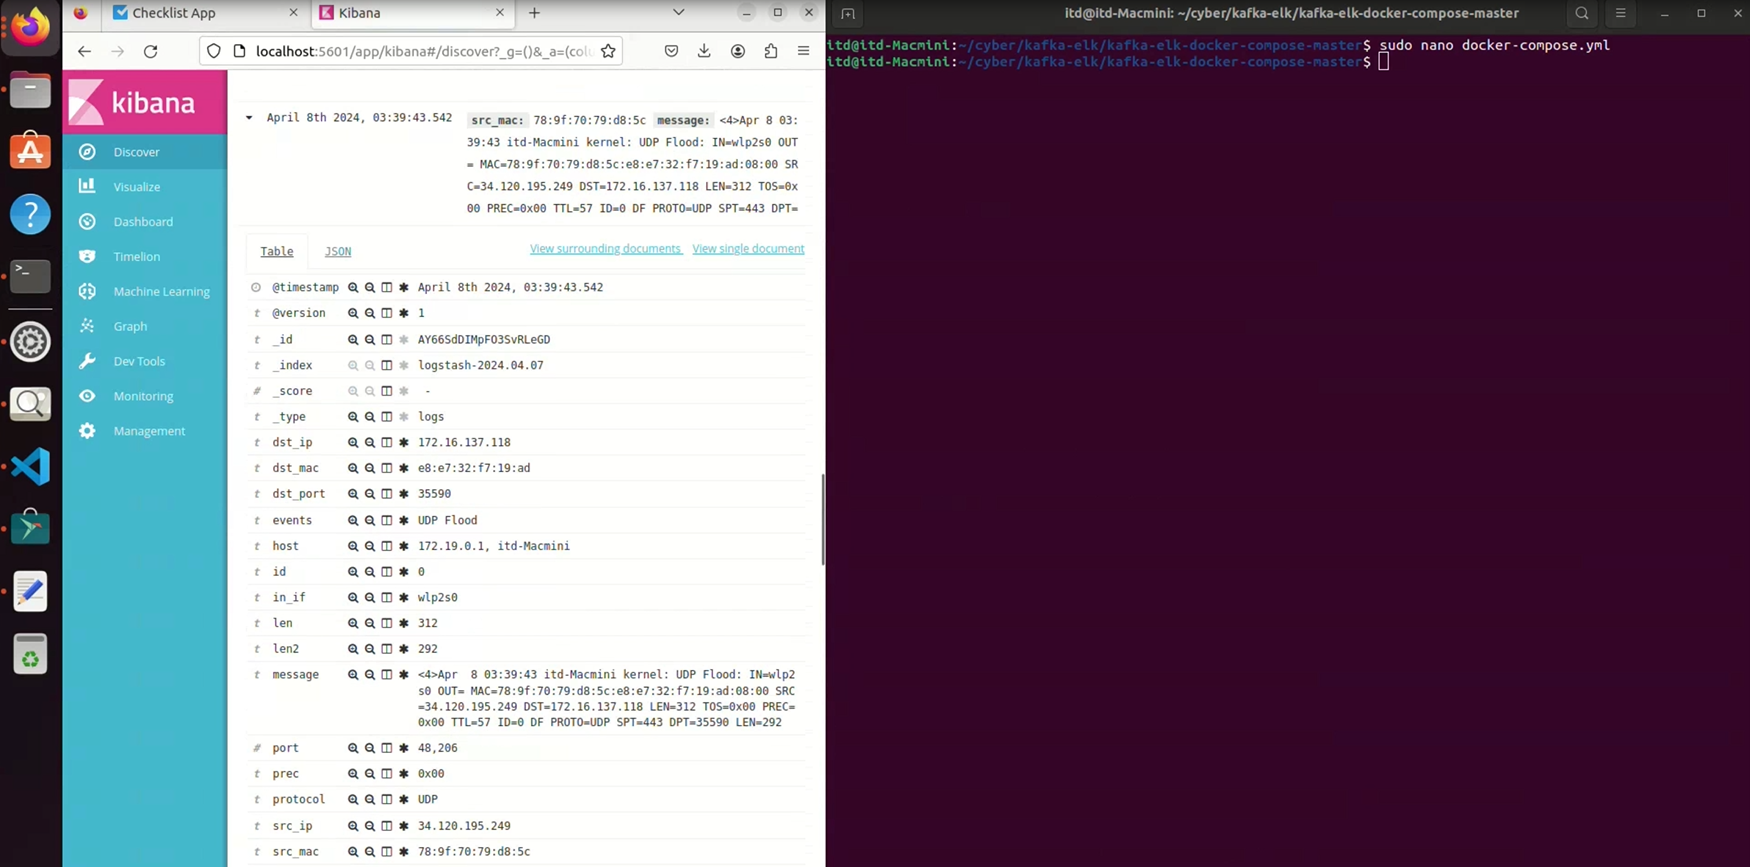 Checklist App
Kibana
itd@itd-Macmini: ~/cyber/kafka-elk/kafka-elk-docker-compose-master
localhost:5601/app/kibana#/discover?_g=()&_a=(colu
kibana
Discover
Visualize
Dashboard
Timelion
Machine Learning
Graph
Dev Tools
Monitoring
Management
April 8th 2024, 03:39:43.542
src_mac: 78:9f:70:79:d8:5c message: <4>Apr 8 03:
39:43 itd-Macmini kernel: UDP Flood: IN=wlp2s0 OUT
= MAC=78:9f:70:79:d8:5c:e8:e7:32:f7:19:ad:08:00 SR
C=34.120.195.249 DST=172.16.137.118 LEN=312 TOS=0x
00 PREC=0x00 TTL=57 ID=0 DF PROTO=UDP SPT=443 DPT=
Table JSON View surrounding documents View single document
@timestamp April 8th 2024, 03:39:43.542
t @version 1
t _id AY66SdDIMpFO3SvRLeGD
t _index logstash-2024.04.07
# _score -
t _type logs
t dst_ip 172.16.137.118
t dst_mac e8:e7:32:f7:19:ad
t dst_port 35590
t events UDP Flood
t host 172.19.0.1, itd-Macmini
t id 0
t in_if wlp2s0
t len 312
t len2 292
t message <4>Apr  8 03:39:43 itd-Macmini kernel: UDP Flood: IN=wlp2
s0 OUT= MAC=78:9f:70:79:d8:5c:e8:e7:32:f7:19:ad:08:00 SRC
=34.120.195.249 DST=172.16.137.118 LEN=312 TOS=0x00 PREC=
0x00 TTL=57 ID=0 DF PROTO=UDP SPT=443 DPT=35590 LEN=292
# port 48,206
t prec 0x00
t protocol UDP
t src_ip 34.120.195.249
t src_mac 78:9f:70:79:d8:5c
itd@itd-Macmini:~/cyber/kafka-elk/kafka-elk-docker-compose-master$ sudo nano docker-compose.yml
itd@itd-Macmini:~/cyber/kafka-elk/kafka-elk-docker-compose-master$